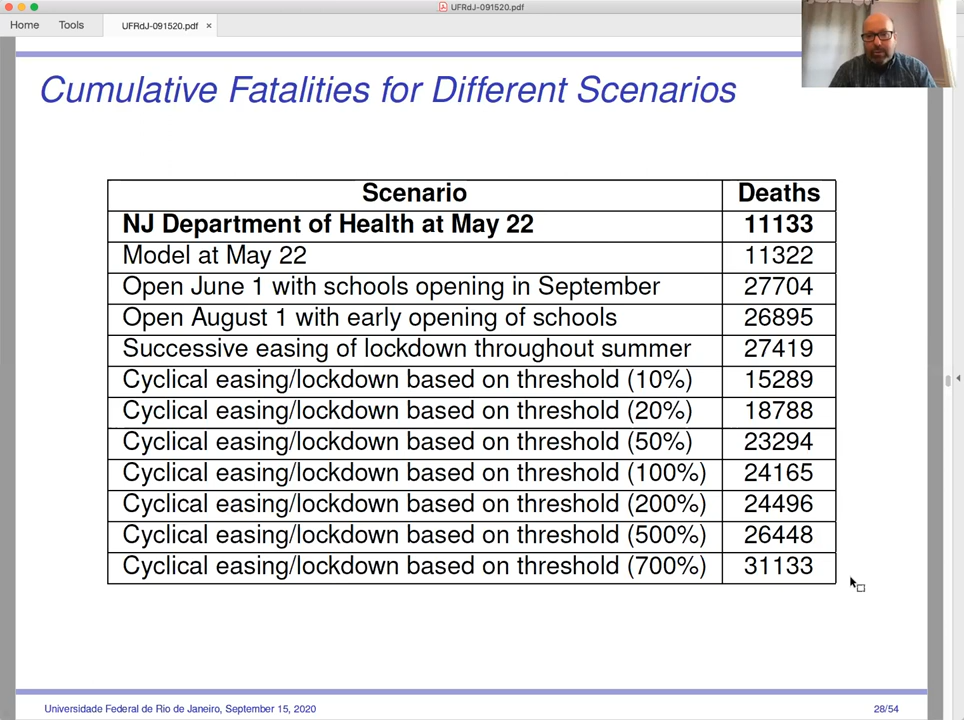 UFRdJ-091520.pdf
Home Tools UFRdJ-091520.pdf ×
Cumulative Fatalities for Different Scenarios
Scenario Deaths
NJ Department of Health at May 22 11133
Model at May 22 11322
Open June 1 with schools opening in September 27704
Open August 1 with early opening of schools 26895
Successive easing of lockdown throughout summer 27419
Cyclical easing/lockdown based on threshold (10%) 15289
Cyclical easing/lockdown based on threshold (20%) 18788
Cyclical easing/lockdown based on threshold (50%) 23294
Cyclical easing/lockdown based on threshold (100%) 24165
Cyclical easing/lockdown based on threshold (200%) 24496
Cyclical easing/lockdown based on threshold (500%) 26448
Cyclical easing/lockdown based on threshold (700%) 31133
Universidade Federal de Rio de Janeiro, September 15, 2020 28/54